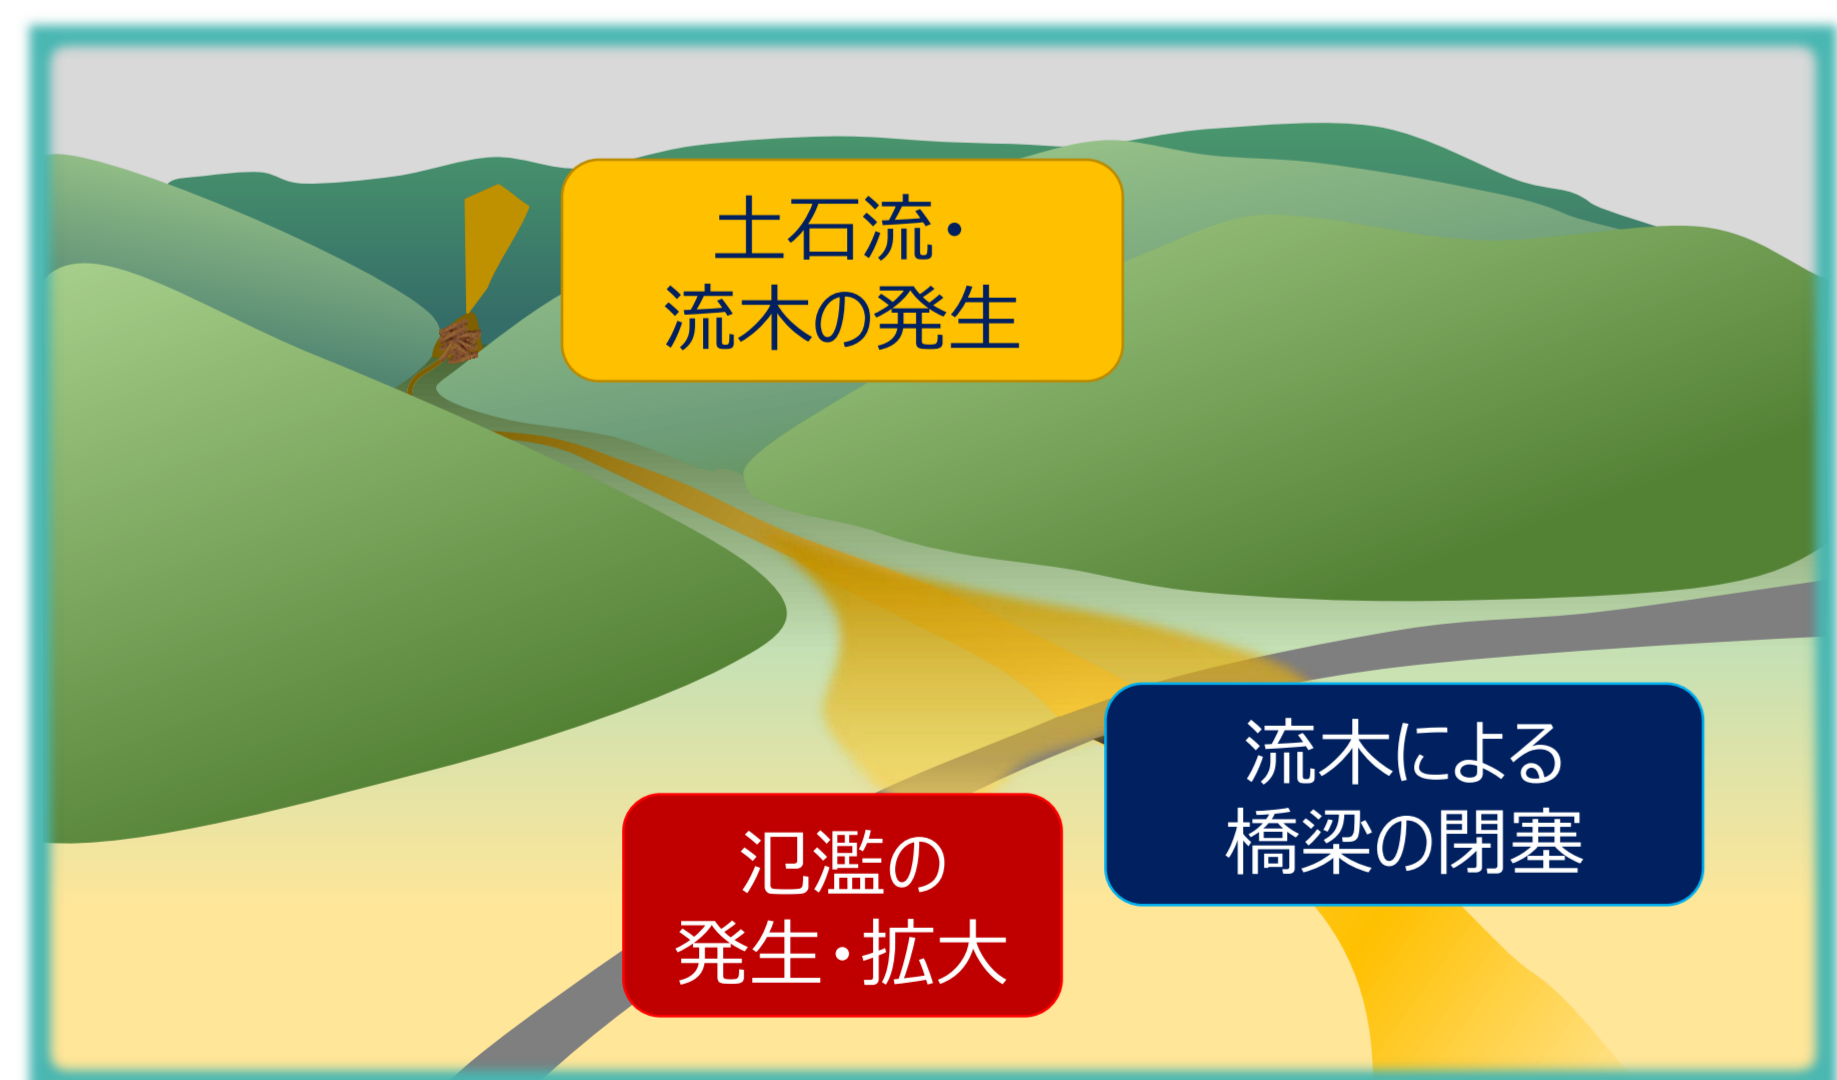 土石流・
流木の発生
流木による
橋梁の閉塞
氾濫の
発生・拡大